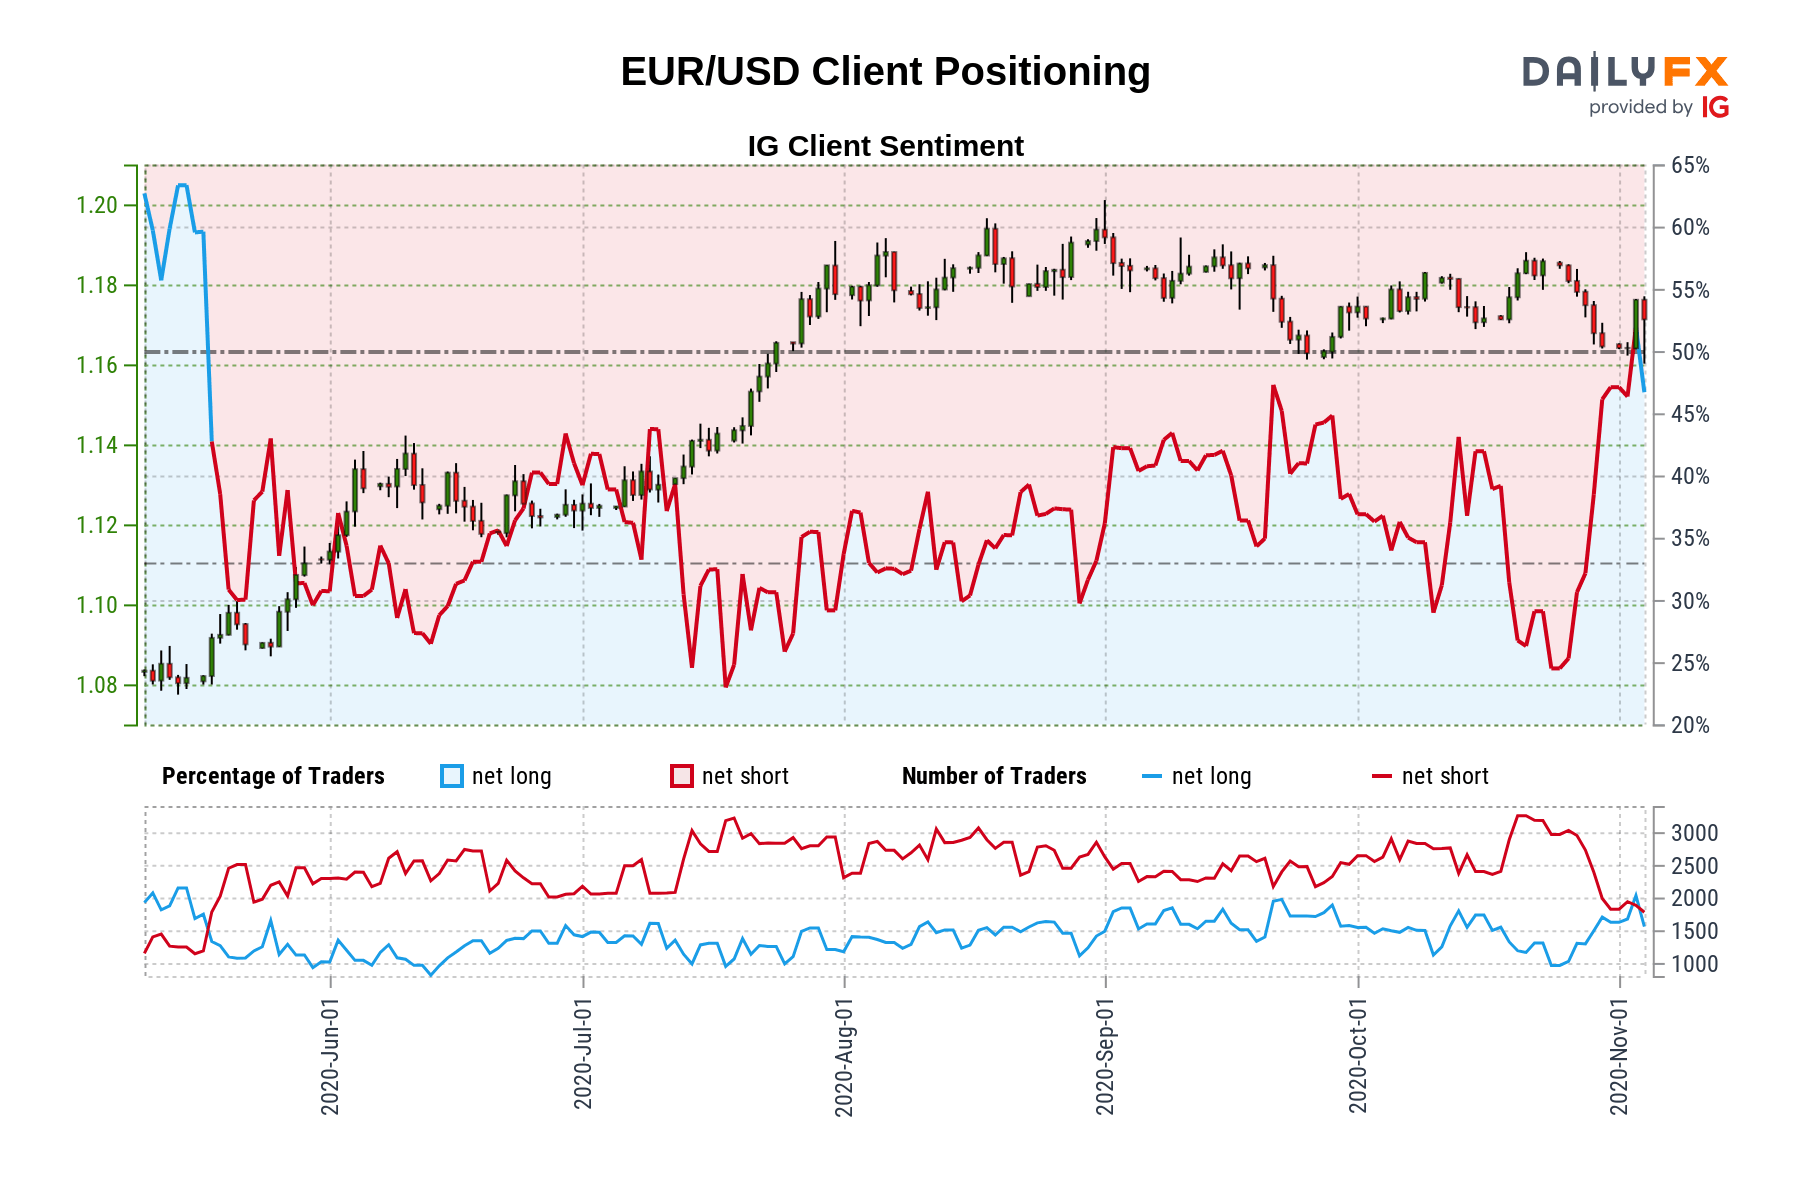 EUR/USD Client Positioning
DAILYFX
provided by IG
IG Client Sentiment
1.20
1.18
1.16
1.14
1.12
1.10
1.08
65%
60%
55%
50%
45%
40%
35%
30%
25%
20%
Percentage of Traders net long net short Number of Traders net long net short
3000
2500
2000
1500
1000
2020-Jun-01
2020-Jul-01
2020-Aug-01
2020-Sep-01
2020-Oct-01
2020-Nov-01